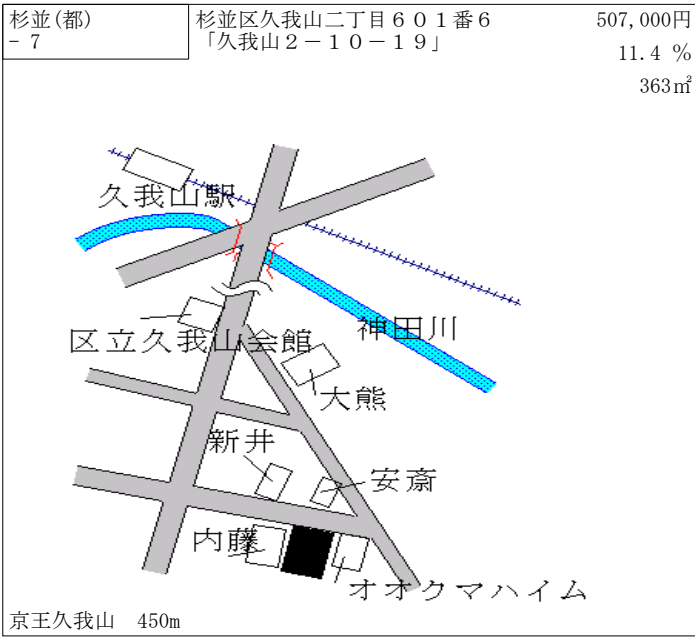 杉並(都)
- 7
杉並区久我山二丁目６０１番６
「久我山２－１０－１９」
507,000円
11.4 %
363㎡
久我山駅
神田川
区立久我山会館
大熊
新井
安斎
内藤
オオクマハイム
京王久我山　450m